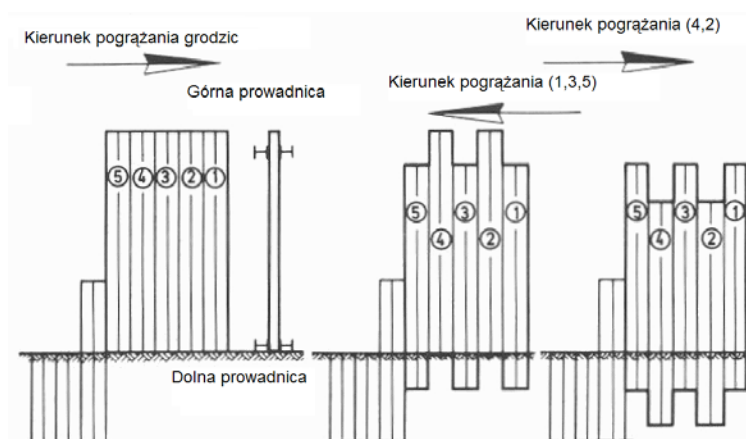 Kierunek pogrążania grodzic
Górna prowadnica
5 4 3 2 1
Dolna prowadnica
Kierunek pogrążania (1,3,5)
5 3 1
4 2
Kierunek pogrążania (4,2)
5 3 1
4 2